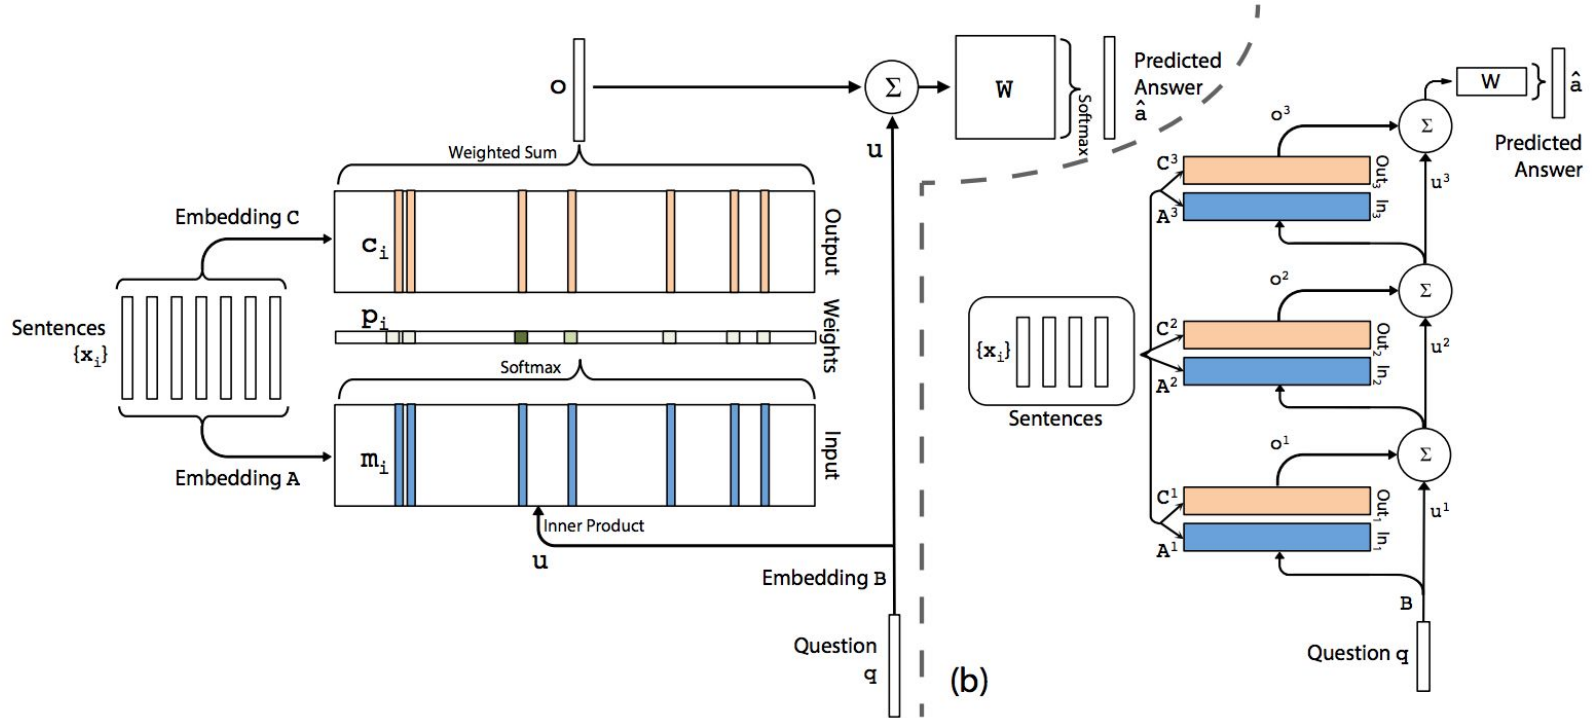 o
Weighted Sum
Embedding C
c_i
Output
Sentences
{x_i}
p_i
Weights
Softmax
Embedding A
m_i
Input
Inner Product
u
Embedding B
Question
q
u
Σ
W
Softmax
Predicted
Answer
â
(b)
W
â
Predicted
Answer
Σ
o³
C³
A³
Out₃
In₃
u³
Σ
o²
{x_i}
Sentences
C²
A²
Out₂
In₂
u²
Σ
o¹
C¹
A¹
Out₁
In₁
u¹
B
Question q